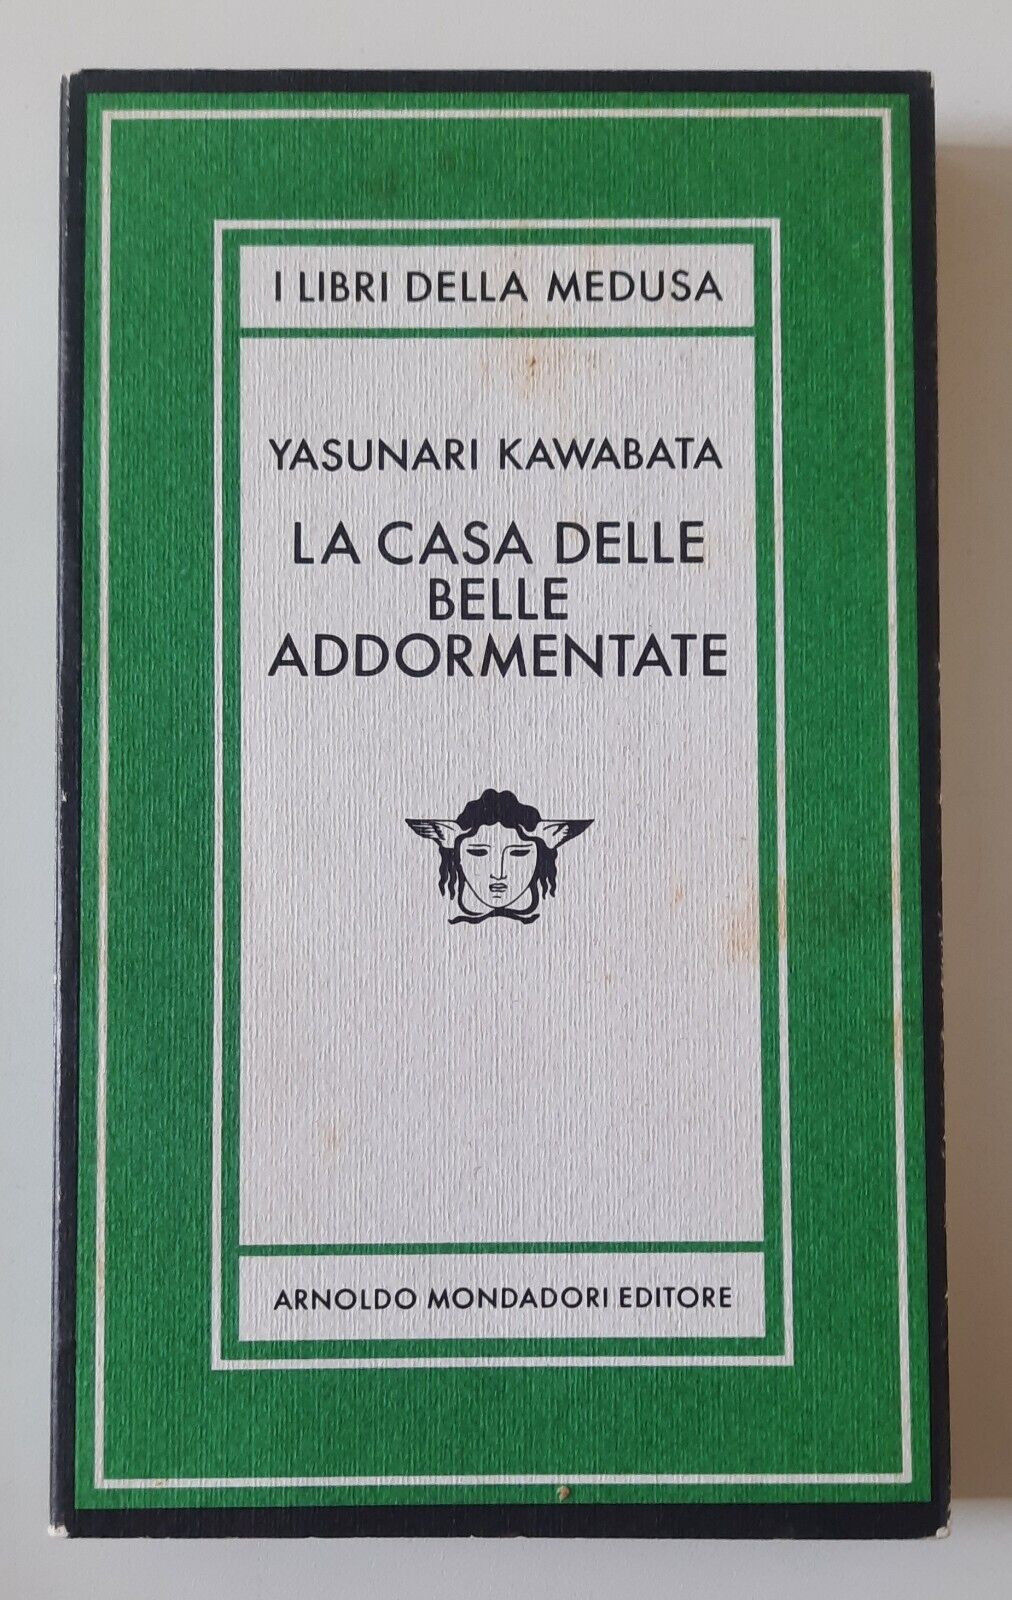 I LIBRI DELLA MEDUSA
YASUNARI KAWABATA
LA CASA DELLE
BELLE
ADDORMENTATE
ARNOLDO MONDADORI EDITORE